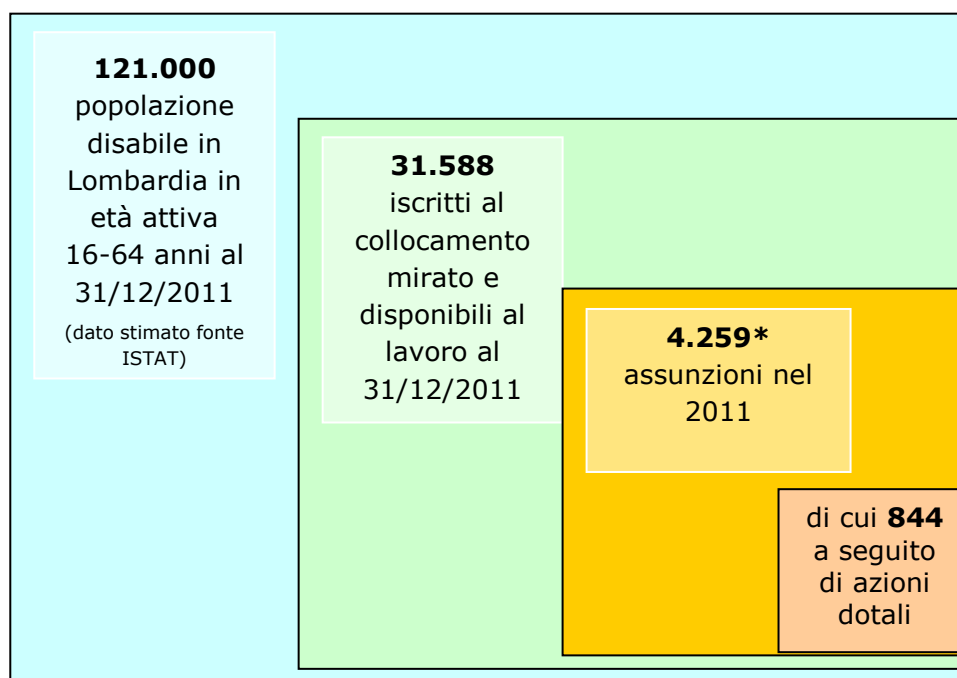 121.000
popolazione
disabile in
Lombardia in
età attiva
16-64 anni al
31/12/2011
(dato stimato fonte
ISTAT)
31.588
iscritti al
collocamento
mirato e
disponibili al
lavoro al
31/12/2011
4.259*
assunzioni nel
2011
di cui 844
a seguito
di azioni
dotali